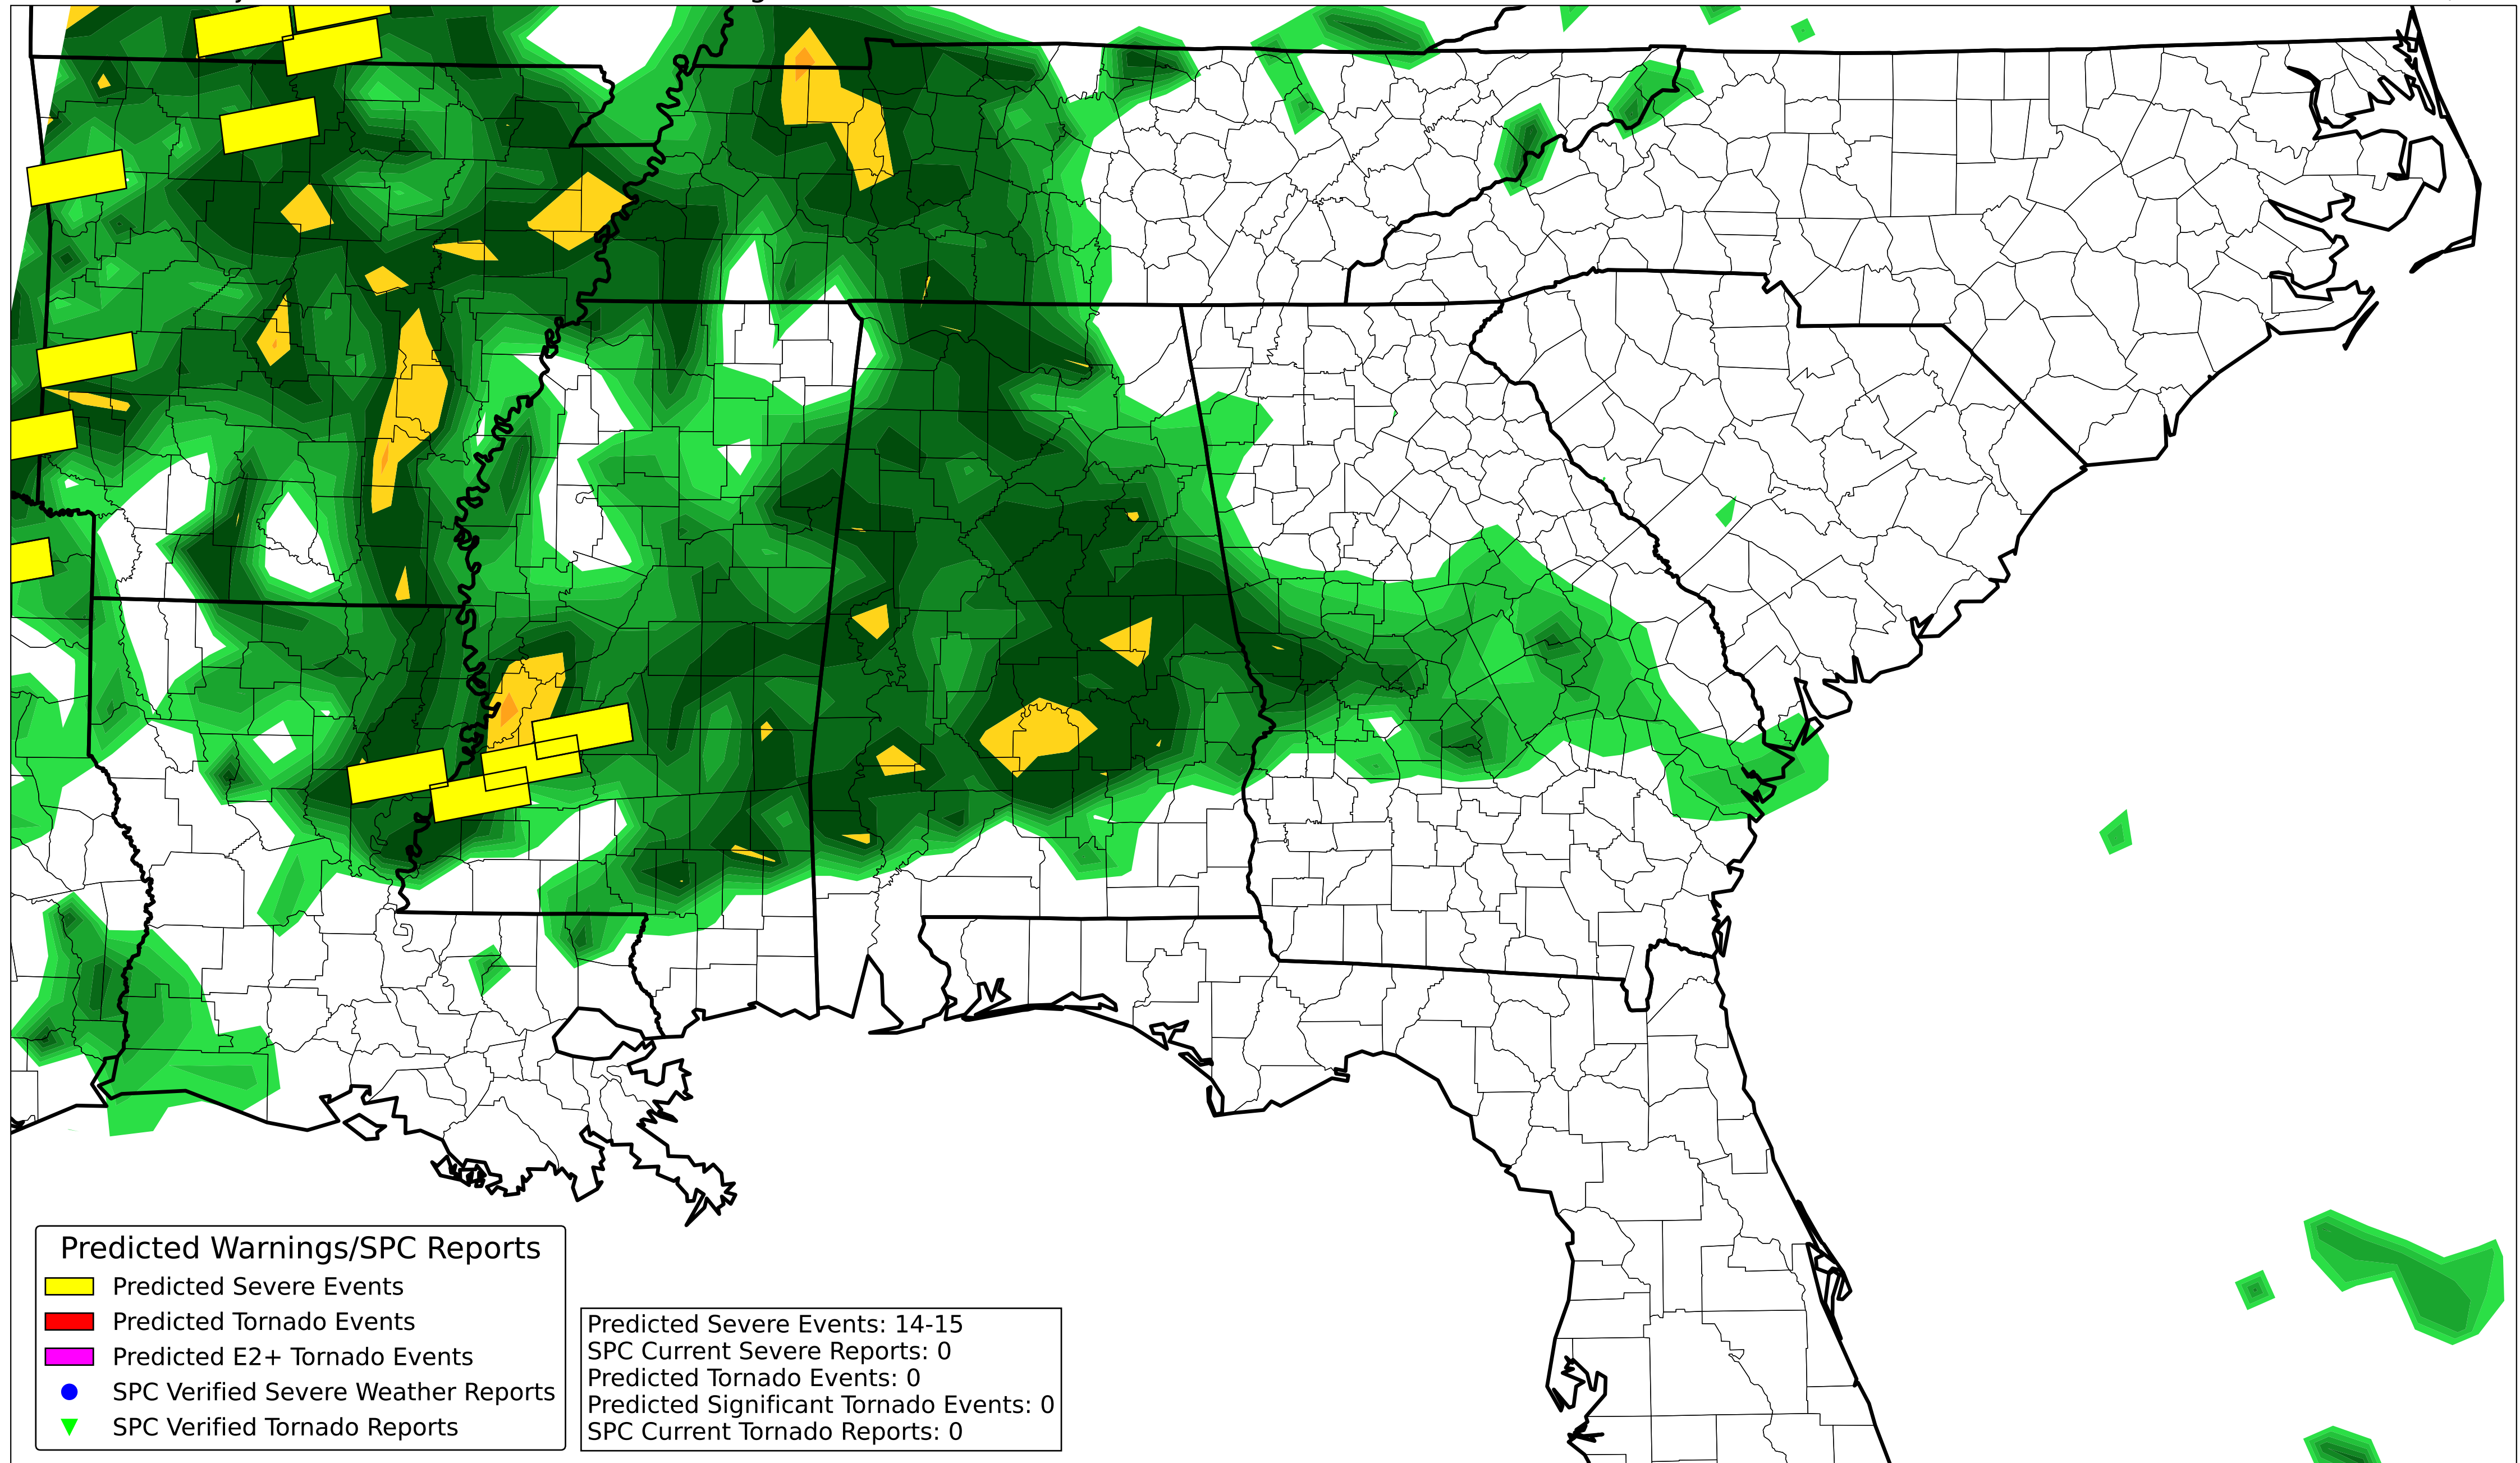 Predicted Warnings/SPC Reports
Predicted Severe Events
Predicted Tornado Events
Predicted E2+ Tornado Events
SPC Verified Severe Weather Reports
SPC Verified Tornado Reports
Predicted Severe Events: 14-15
SPC Current Severe Reports: 0
Predicted Tornado Events: 0
Predicted Significant Tornado Events: 0
SPC Current Tornado Reports: 0